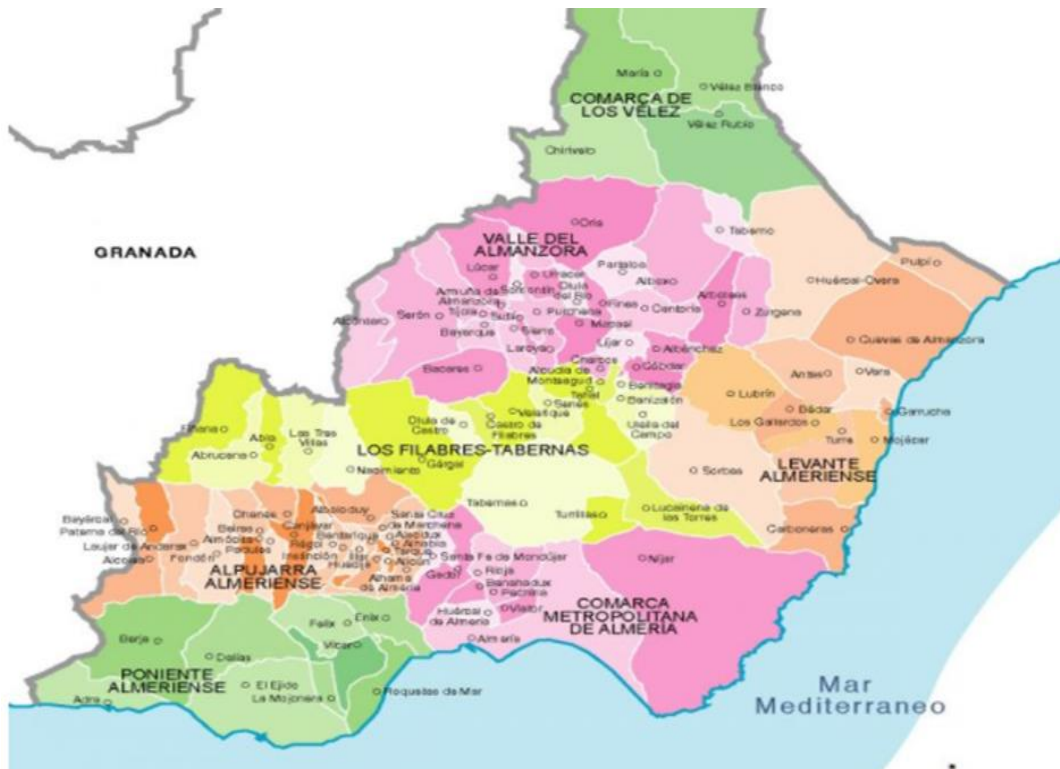 María
Vélez Blanco
COMARCA DE
LOS VÉLEZ
Vélez Rubio
Chirivel
GRANADA
Oria
VALLE DEL
ALMANZORA
Taberno
Partaloa
Lúcar
Urracal
Albox
Huércal-Overa
Pulpí
Armuña de
Almanzora
Somontín
Olula
del Río
Fines
Cantoria
Arboleas
Zurgena
Alcóntar
Serón
Tíjola
Suflí
Purchena
Macael
Bayarque
Sierro
Laroya
Líjar
Albánchez
Cuevas de Almanzora
Bacares
Chercos
Cóbdar
Alcudia de
Monteagud
Benitagla
Tahal
Benizalón
Antas
Vera
Lubrín
Senés
Velefique
Castro de
Filabres
Olula de
Castro
Uleila del
Campo
Bédar
Garrucha
Los Gallardos
Turre
Mojácar
Fiñana
Abla
Las Tres
Villas
Abrucena
LOS FILABRES-TABERNAS
Nacimiento
Gérgal
Sorbas
LEVANTE
ALMERIENSE
Tabernas
Turrillas
Lucainena de
las Torres
Carboneras
Bayárcal
Paterna del Río
Laujar de Andarax
Alcolea
Fondón
Almócita
Beires
Padules
Ohanes
Canjáyar
Rágol
Instinción
Bentarique
Illar
Huécija
Alboloduy
Santa Cruz
de Marchena
Alsodux
Alhabia
Terque
Alicún
Alhama
de Almería
ALPUJARRA
ALMERIENSE
Santa Fe de Mondújar
Gador
Rioja
Benahadux
Pechina
Viator
Huércal
de Almería
Almería
Níjar
COMARCA
METROPOLITANA
DE ALMERÍA
Felix
Enix
Vícar
Berja
Dalías
PONIENTE
ALMERIENSE
El Ejido
La Mojonera
Roquetas de Mar
Adra
Mar
Mediterraneo